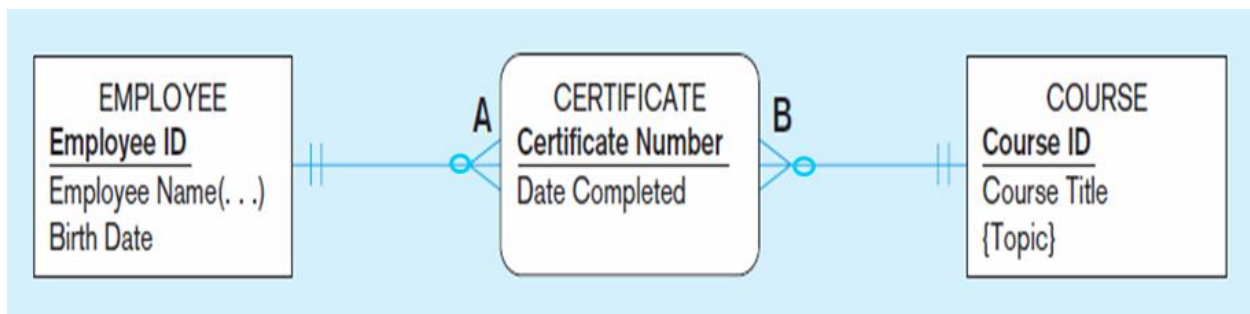 EMPLOYEE
Employee ID
Employee Name(. . .)
Birth Date
A
CERTIFICATE
Certificate Number
Date Completed
B
COURSE
Course ID
Course Title
{Topic}